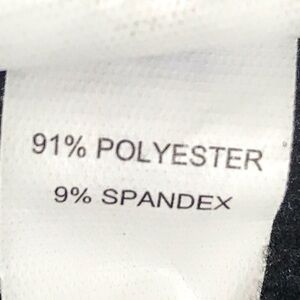 91% POLYESTER
9% SPANDEX